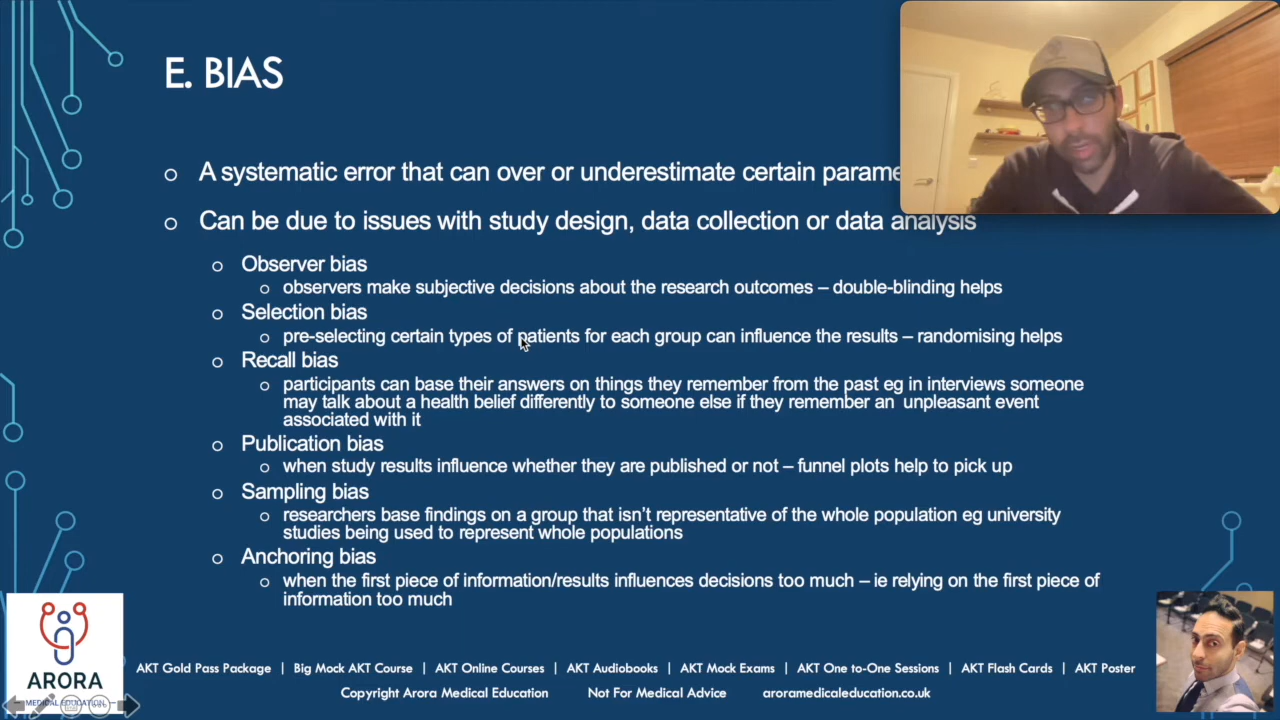 E. BIAS
A systematic error that can over or underestimate certain parame
Can be due to issues with study design, data collection or data analysis
Observer bias
observers make subjective decisions about the research outcomes – double-blinding helps
Selection bias
pre-selecting certain types of patients for each group can influence the results – randomising helps
Recall bias
participants can base their answers on things they remember from the past eg in interviews someone
may talk about a health belief differently to someone else if they remember an unpleasant event
associated with it
Publication bias
when study results influence whether they are published or not – funnel plots help to pick up
Sampling bias
researchers base findings on a group that isn't representative of the whole population eg university
studies being used to represent whole populations
Anchoring bias
when the first piece of information/results influences decisions too much – ie relying on the first piece of
information too much
ARORA
MEDICAL EDUCATION
AKT Gold Pass Package | Big Mock AKT Course | AKT Online Courses | AKT Audiobooks | AKT Mock Exams | AKT One to-One Sessions | AKT Flash Cards | AKT Poster
Copyright Arora Medical Education Not For Medical Advice aroramedicaleducation.co.uk